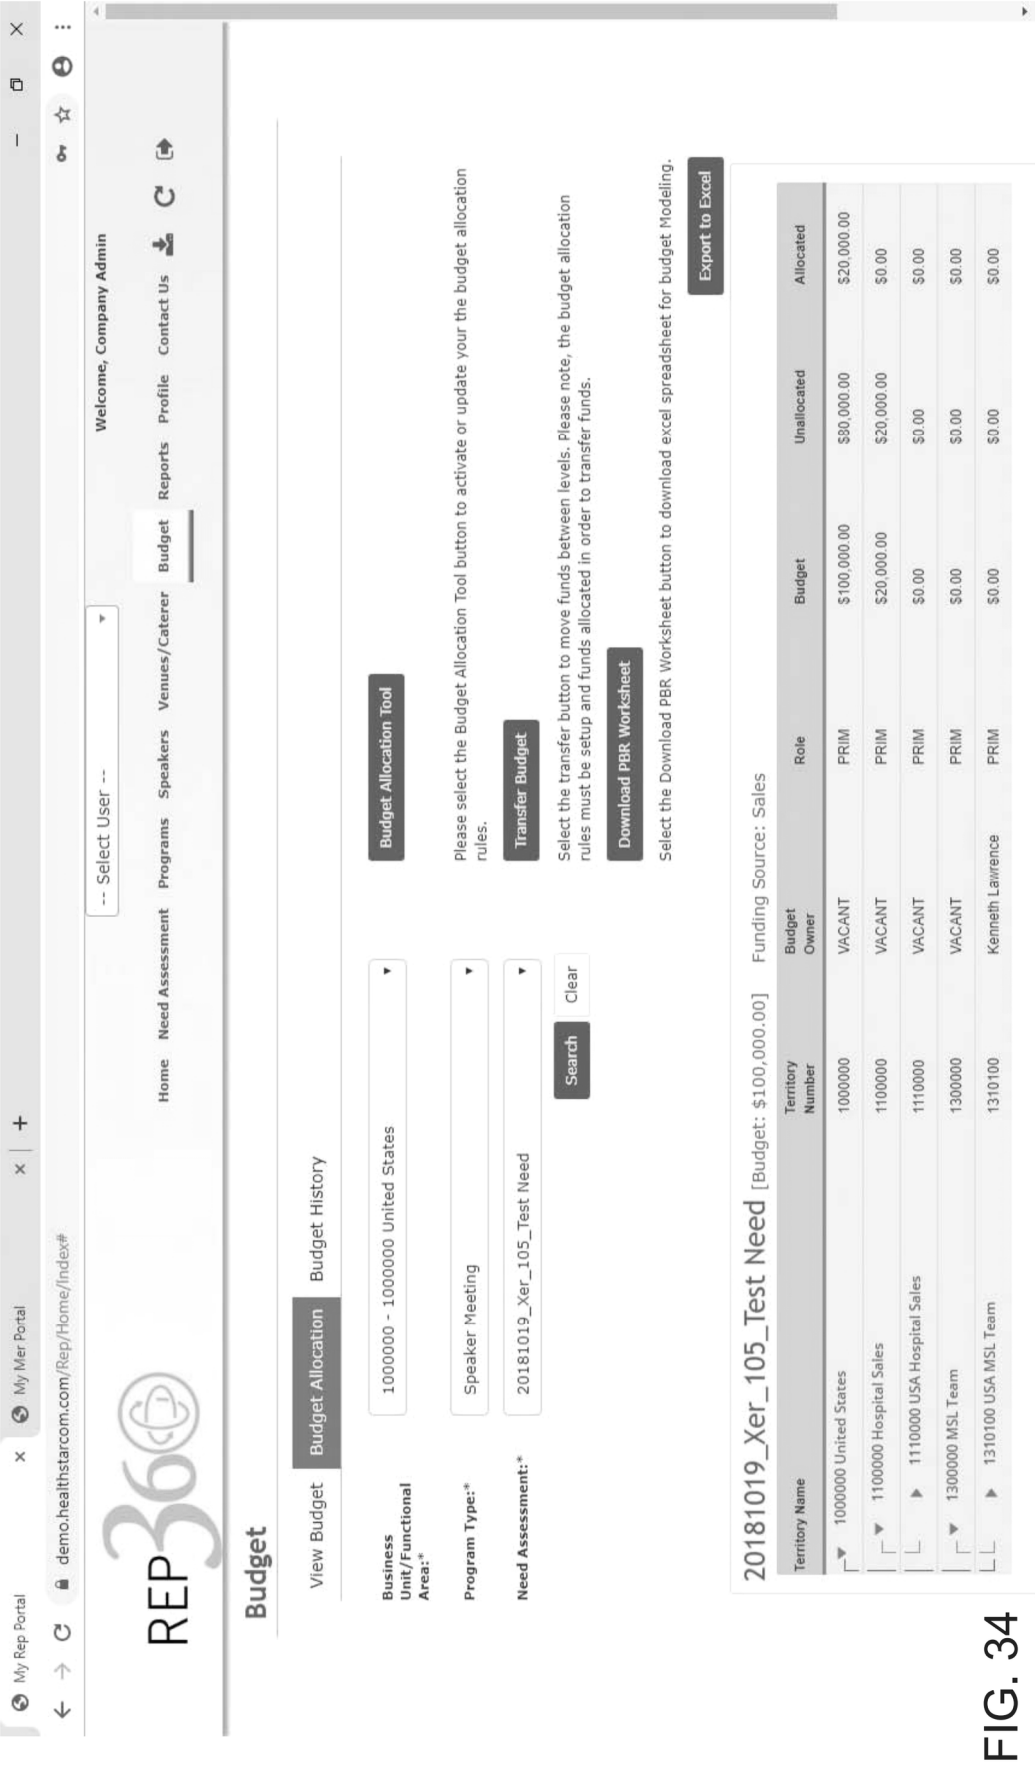 My Rep Portal
My Mer Portal
demo.healthstarcom.com/Rep/Home/Index#
REP360
-- Select User --
Welcome, Company Admin
Home Need Assessment Programs Speakers Venues/Caterer Budget Reports Profile Contact Us
Budget
View Budget Budget Allocation Budget History
Business
Unit/Functional
Area:*
1000000 - 1000000 United States
Program Type:*
Speaker Meeting
Need Assessment:*
20181019_Xer_105_Test Need
Search Clear
Budget Allocation Tool
Please select the Budget Allocation Tool button to activate or update your the budget allocation
rules.
Transfer Budget
Select the transfer button to move funds between levels. Please note, the budget allocation
rules must be setup and funds allocated in order to transfer funds.
Download PBR Worksheet
Select the Download PBR Worksheet button to download excel spreadsheet for budget Modeling.
Export to Excel
20181019_Xer_105_Test Need [Budget: $100,000.00] Funding Source: Sales
Territory Name Territory Number Budget Owner Role Budget Unallocated Allocated
1000000 United States 1000000 VACANT PRIM $100,000.00 $80,000.00 $20,000.00
1100000 Hospital Sales 1100000 VACANT PRIM $20,000.00 $20,000.00 $0.00
1110000 USA Hospital Sales 1110000 VACANT PRIM $0.00 $0.00 $0.00
1300000 MSL Team 1300000 VACANT PRIM $0.00 $0.00 $0.00
1310100 USA MSL Team 1310100 Kenneth Lawrence PRIM $0.00 $0.00 $0.00
FIG. 34